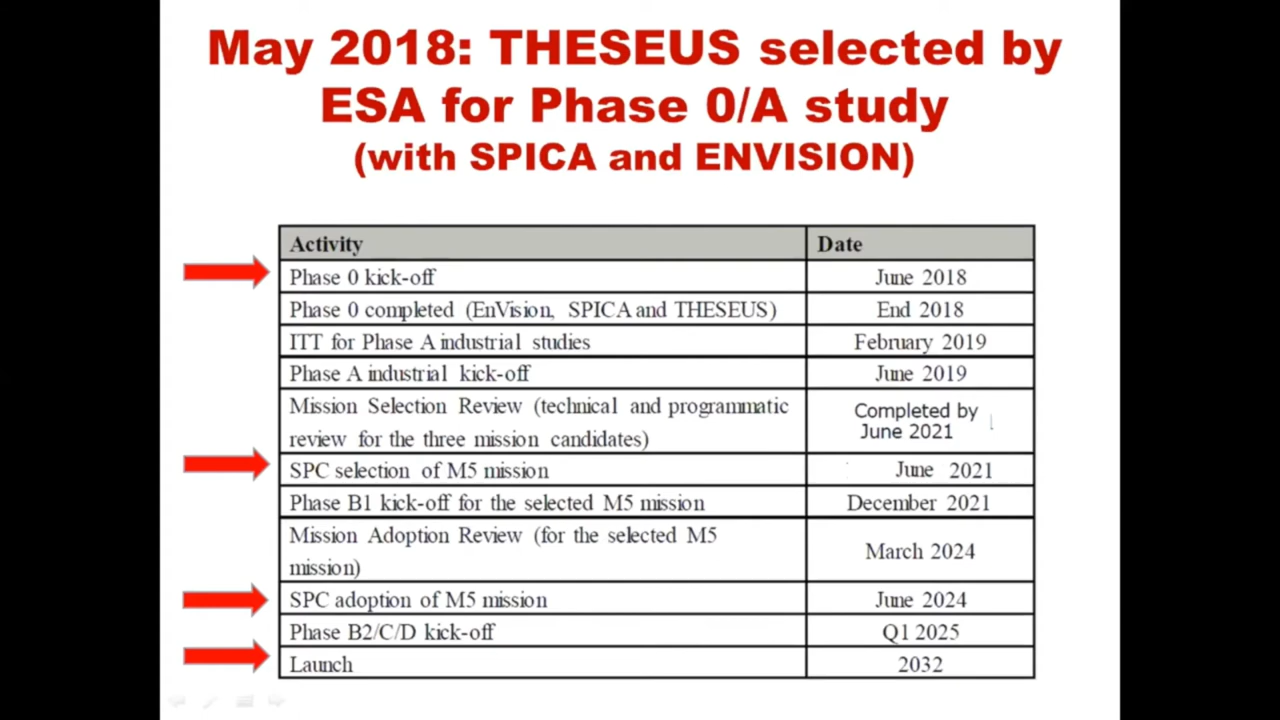 May 2018: THESEUS selected by
ESA for Phase 0/A study
(with SPICA and ENVISION)
Activity Date
Phase 0 kick-off June 2018
Phase 0 completed (EnVision, SPICA and THESEUS) End 2018
ITT for Phase A industrial studies February 2019
Phase A industrial kick-off June 2019
Mission Selection Review (technical and programmatic
review for the three mission candidates)
Completed by
June 2021
SPC selection of M5 mission June 2021
Phase B1 kick-off for the selected M5 mission December 2021
Mission Adoption Review (for the selected M5
mission)
March 2024
SPC adoption of M5 mission June 2024
Phase B2/C/D kick-off Q1 2025
Launch 2032